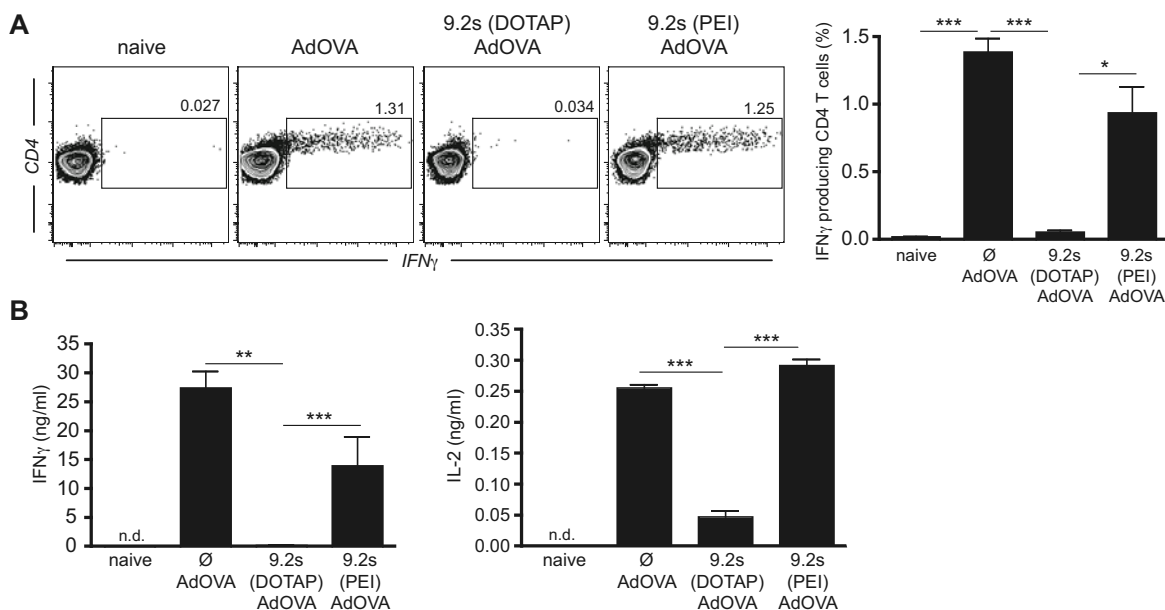 A
naive
AdOVA
9.2s (DOTAP)
AdOVA
9.2s (PEI)
AdOVA
0.027
1.31
0.034
1.25
CD4
IFNγ
IFNγ producing CD4 T cells (%)
1.5
1.0
0.5
0.0
***
***
*
naive
Ø
AdOVA
9.2s
(DOTAP)
AdOVA
9.2s
(PEI)
AdOVA
B
IFNγ (ng/ml)
35
30
25
20
15
10
5
0
**
***
n.d.
naive
Ø
AdOVA
9.2s
(DOTAP)
AdOVA
9.2s
(PEI)
AdOVA
IL-2 (ng/ml)
0.35
0.30
0.25
0.20
0.15
0.10
0.05
0.00
***
***
n.d.
naive
Ø
AdOVA
9.2s
(DOTAP)
AdOVA
9.2s
(PEI)
AdOVA